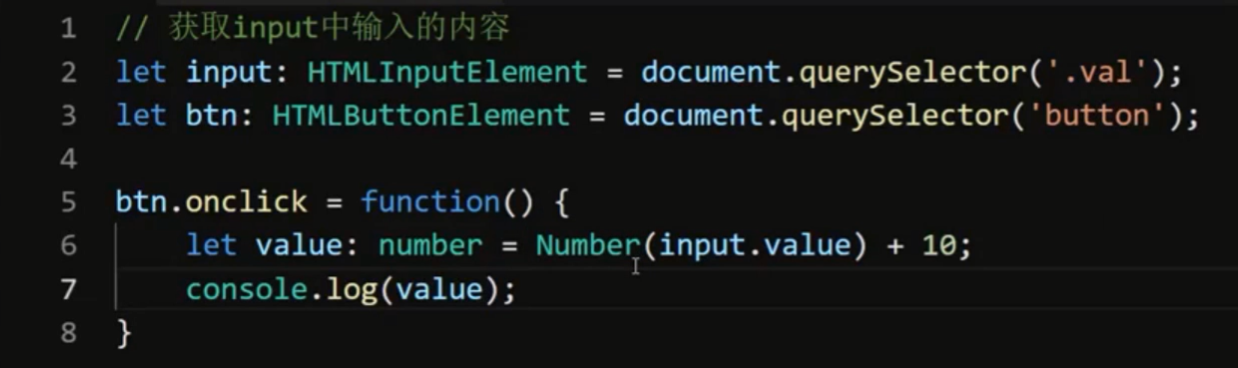 1 // 获取input中输入的内容
2 let input: HTMLInputElement = document.querySelector('.val');
3 let btn: HTMLButtonElement = document.querySelector('button');
4
5 btn.onclick = function() {
6     let value: number = Number(input.value) + 10;
7     console.log(value);
8 }